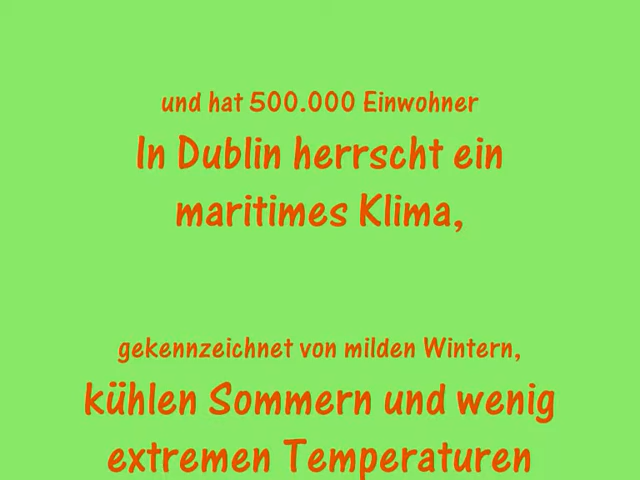 und hat 500.000 Einwohner
In Dublin herrscht ein
maritimes Klima,
gekennzeichnet von milden Wintern,
kühlen Sommern und wenig
extremen Temperaturen